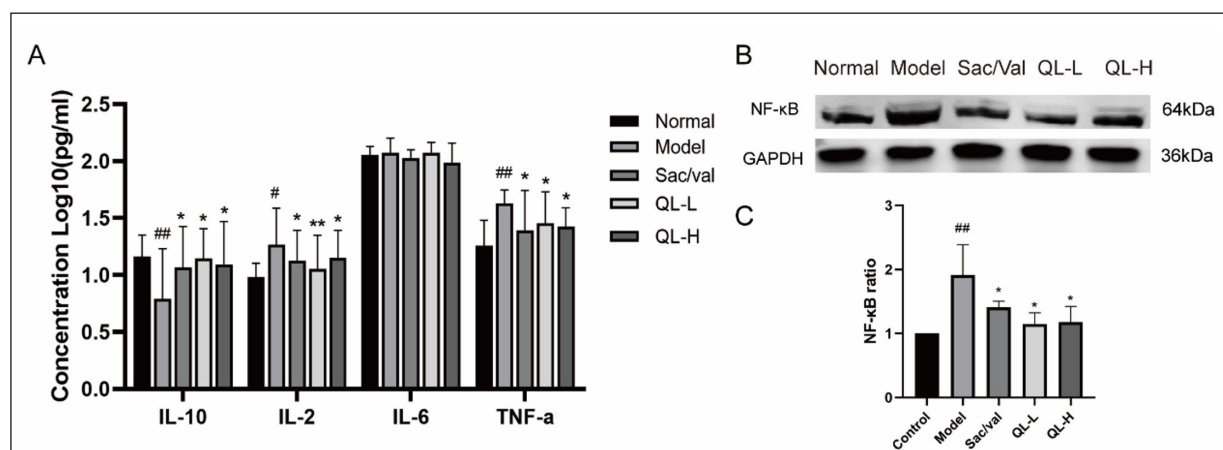 A
Concentration Log10(pg/ml)
2.5
2.0
1.5
1.0
0.5
0.0
##
*
*
*
#
*
**
*
##
*
*
*
IL-10
IL-2
IL-6
TNF-a
Normal
Model
Sac/val
QL-L
QL-H
B
Normal Model Sac/Val QL-L QL-H
NF-κB
64kDa
GAPDH
36kDa
C
NF-κB ratio
3
2
1
0
##
*
*
*
Control
Model
Sac/val
QL-L
QL-H